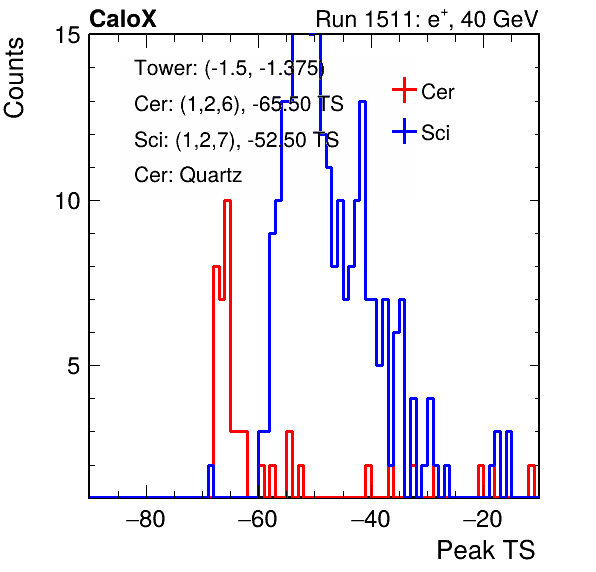 CaloX Run 1511: e+, 40 GeV
Counts
15
10
5
Tower: (-1.5, -1.375)
Cer: (1,2,6), -65.50 TS
Sci: (1,2,7), -52.50 TS
Cer: Quartz
Cer
Sci
−80 −60 −40 −20
Peak TS